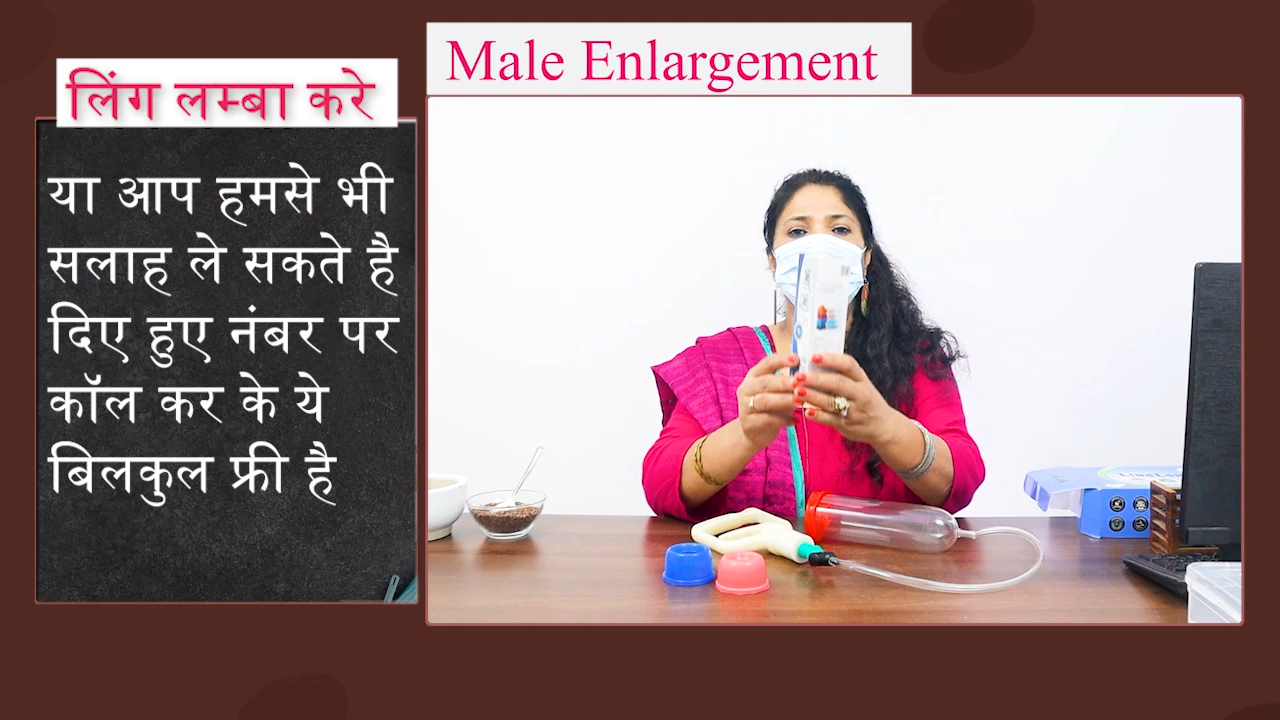 Male Enlargement
लिंग लम्बा करे
या आप हमसे भी
सलाह ले सकते है
दिए हुए नंबर पर
कॉल कर के ये
बिलकुल फ्री है